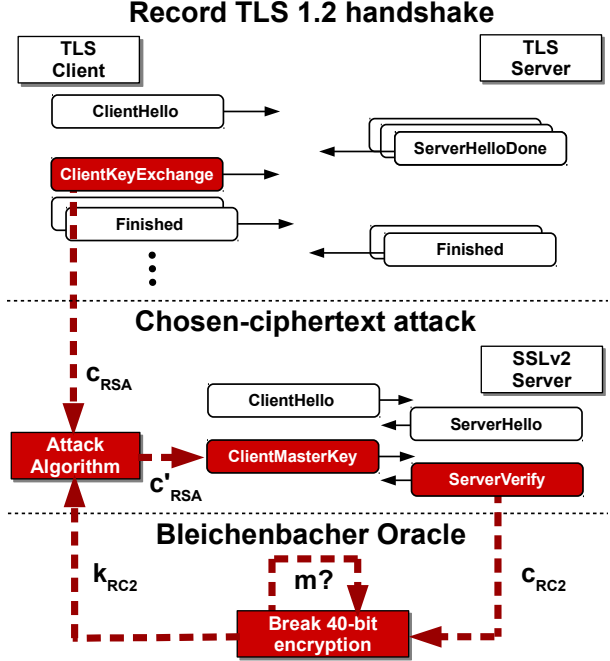 Record TLS 1.2 handshake
TLS
Client
TLS
Server
ClientHello
ServerHelloDone
ClientKeyExchange
Finished
Finished
Chosen-ciphertext attack
SSLv2
Server
cRSA
ClientHello
ServerHello
Attack
Algorithm
ClientMasterKey
ServerVerify
c'RSA
Bleichenbacher Oracle
kRC2
m?
cRC2
Break 40-bit
encryption